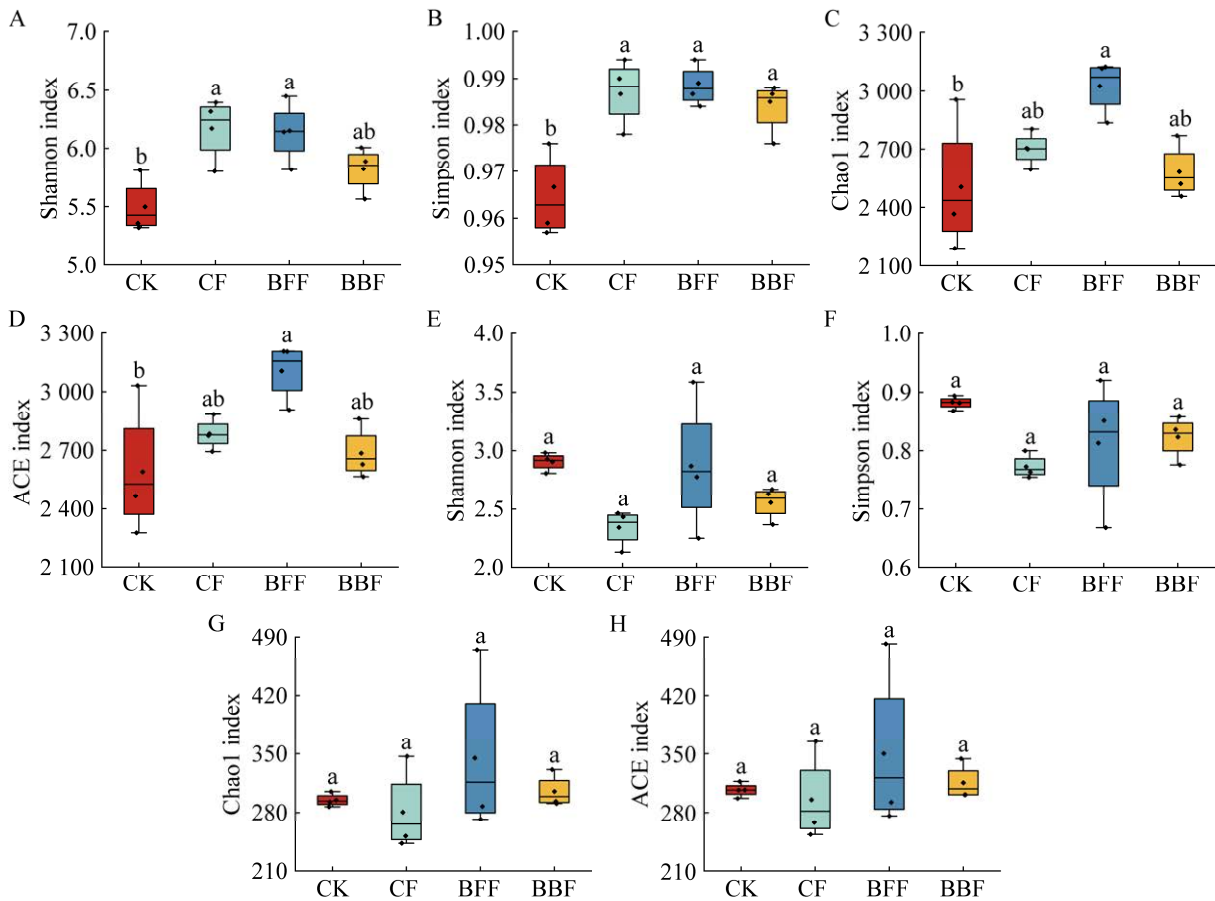 A
Shannon index
7.0
6.5
6.0
5.5
5.0
b
a
a
ab
CK CF BFF BBF
B
Simpson index
1.00
0.99
0.98
0.97
0.96
0.95
b
a
a
a
CK CF BFF BBF
C
Chao1 index
3 300
3 000
2 700
2 400
2 100
b
ab
a
ab
CK CF BFF BBF
D
ACE index
3 300
3 000
2 700
2 400
2 100
b
ab
a
ab
CK CF BFF BBF
E
Shannon index
4.0
3.5
3.0
2.5
2.0
a
a
a
a
CK CF BFF BBF
F
Simpson index
1.0
0.9
0.8
0.7
0.6
a
a
a
a
CK CF BFF BBF
G
Chao1 index
490
420
350
280
210
a
a
a
a
CK CF BFF BBF
H
ACE index
490
420
350
280
210
a
a
a
a
CK CF BFF BBF